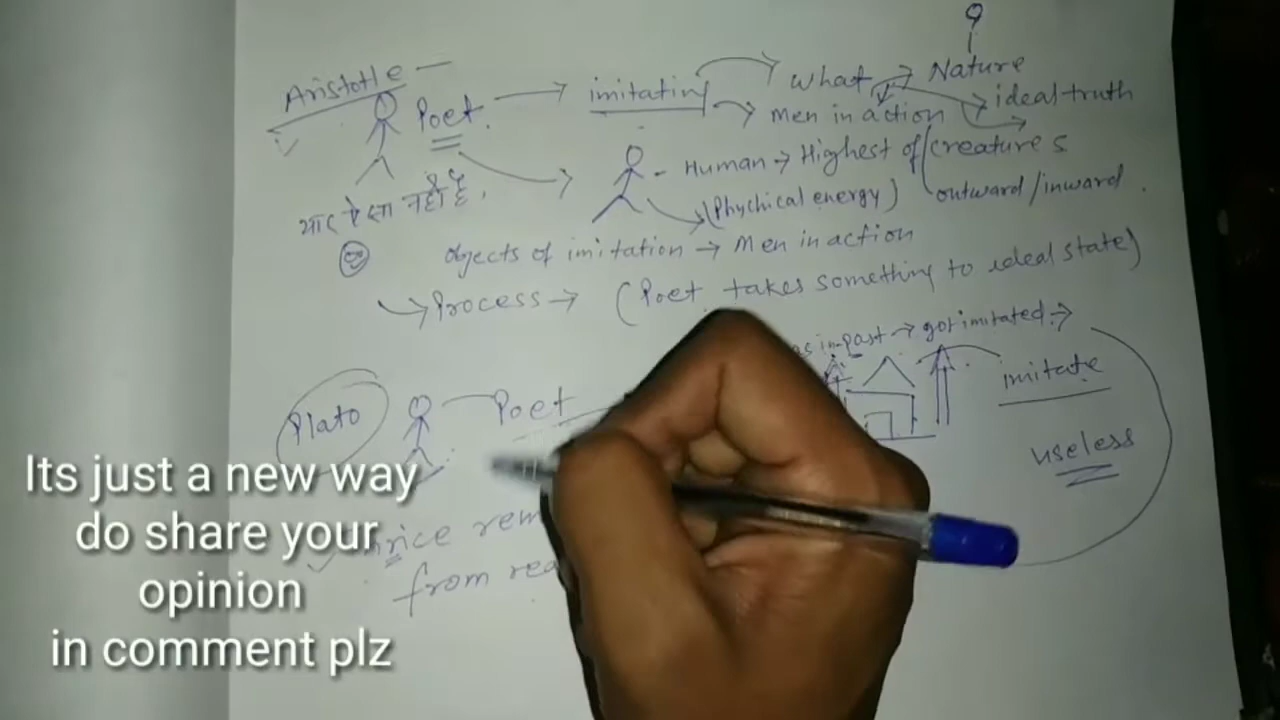 Aristotle —
Poet. → imitating → what → Nature
→ ideal truth
men in action
Human → Highest of creatures
(Phychical energy) outward/inward.
यार ऐसा नहीं है.
objects of imitation → Men in action
Process → (Poet takes something to ideal state)
in past → got imitated →
Plato Poet
imitate
useless
from
Its just a new way
do share your
opinion
in comment plz